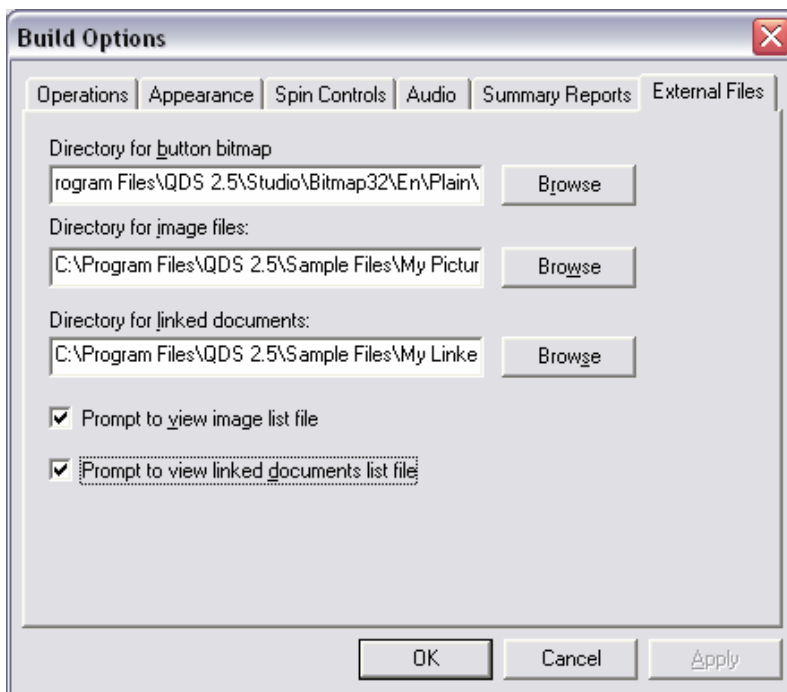 Build Options
Operations Appearance Spin Controls Audio Summary Reports External Files
Directory for button bitmap
rogram Files\QDS 2.5\Studio\Bitmap32\En\Plain\ Browse
Directory for image files:
C:\Program Files\QDS 2.5\Sample Files\My Pictur Browse
Directory for linked documents:
C:\Program Files\QDS 2.5\Sample Files\My Linke Browse
Prompt to view image list file
Prompt to view linked documents list file
OK Cancel Apply